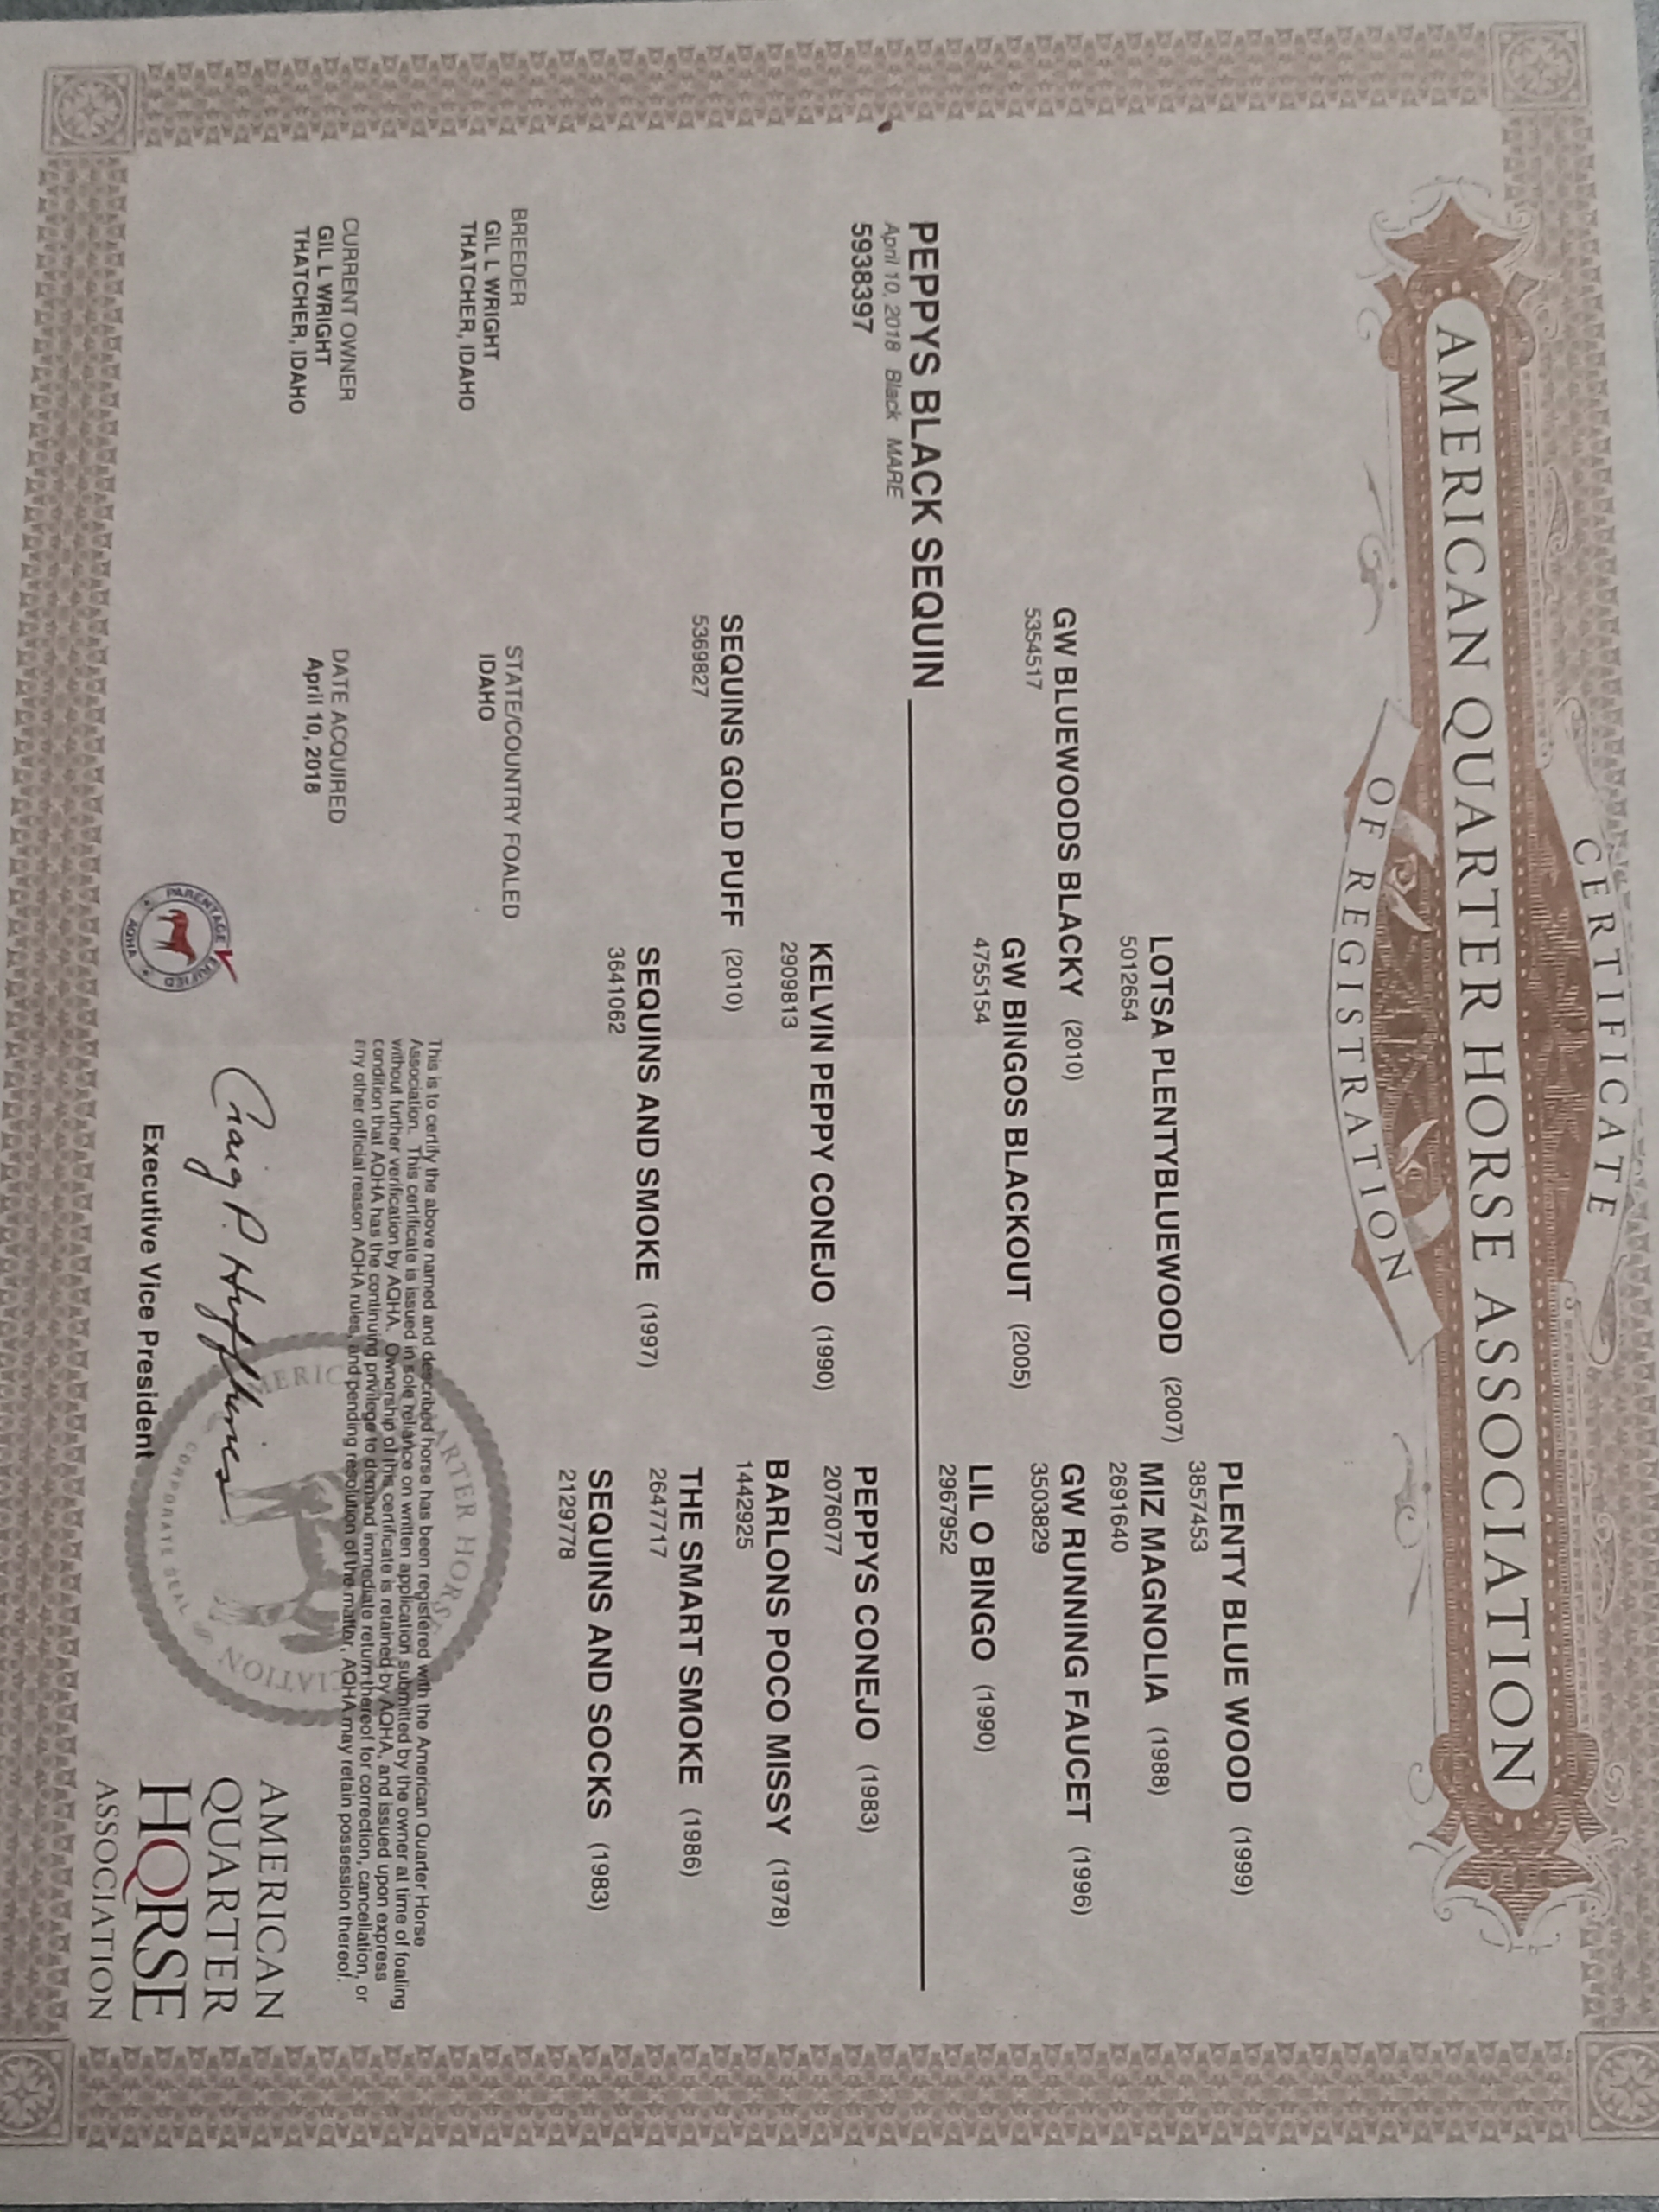 CERTIFICATE
AMERICAN QUARTER HORSE ASSOCIATION
OF REGISTRATION
PLENTY BLUE WOOD (1999)
3857453
LOTSA PLENTYBLUEWOOD (2007)
5012654
MIZ MAGNOLIA (1988)
2691640
GW BLUEWOODS BLACKY (2010)
5354517
GW RUNNING FAUCET (1996)
3503829
GW BINGOS BLACKOUT (2005)
4755154
LIL O BINGO (1990)
2967952
PEPPYS BLACK SEQUIN
April 10, 2018 Black MARE
5938397
PEPPYS CONEJO (1983)
2076077
KELVIN PEPPY CONEJO (1990)
2909813
BARLONS POCO MISSY (1978)
1442925
SEQUINS GOLD PUFF (2010)
5369827
THE SMART SMOKE (1986)
2647717
SEQUINS AND SMOKE (1997)
3641062
SEQUINS AND SOCKS (1983)
2129778
BREEDER
GIL L WRIGHT
THATCHER, IDAHO
STATE/COUNTRY FOALED
IDAHO
CURRENT OWNER
GIL L WRIGHT
THATCHER, IDAHO
DATE ACQUIRED
April 10, 2018
This is to certify the above named and described horse has been registered with the American Quarter Horse
Association. This certificate is issued in sole reliance on written application submitted by the owner at time of foaling
without further verification by AQHA. Ownership of this certificate is retained by AQHA, and issued upon express
condition that AQHA has the continuing privilege to demand immediate return thereof for correction, cancellation, or
any other official reason AQHA rules, and pending resolution of the matter, AQHA may retain possession thereof.
PARENTAGE VERIFIED
AQHA
Craig P. Huffhines
Executive Vice President
AMERICAN QUARTER HORSE ASSOCIATION
CORPORATE SEAL
AMERICAN
QUARTER
HORSE
ASSOCIATION